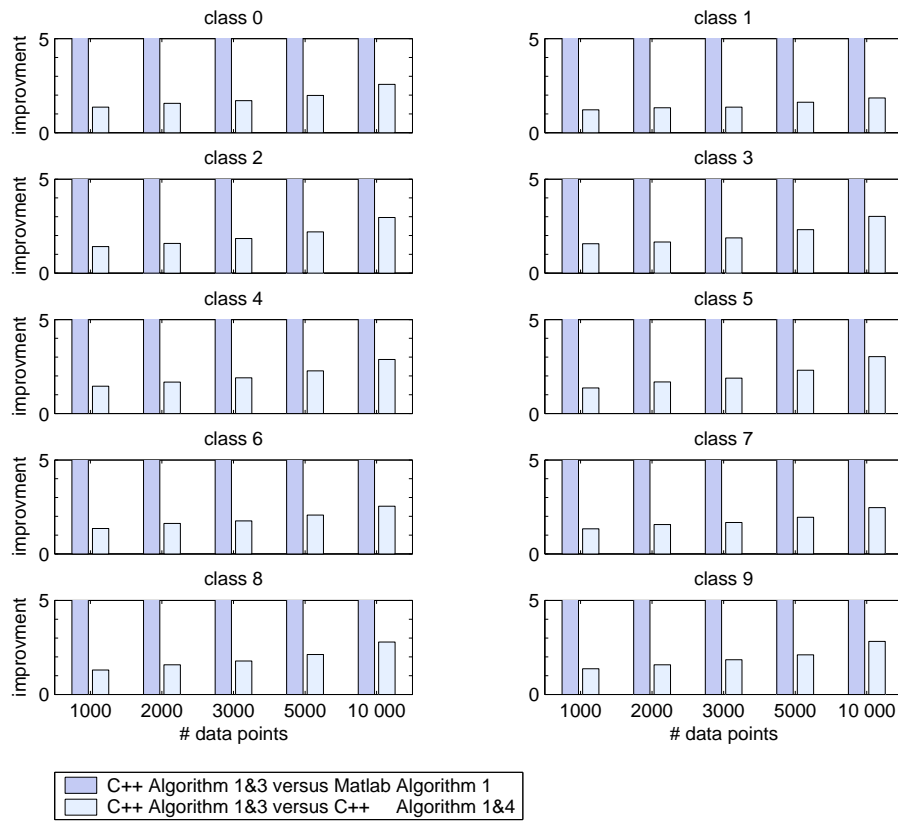 class 0
class 1
improvment
5
0
5
0
class 2
class 3
improvment
5
0
5
0
class 4
class 5
improvment
5
0
5
0
class 6
class 7
improvment
5
0
5
0
class 8
class 9
improvment
5
0
5
0
1000 2000 3000 5000 10 000
1000 2000 3000 5000 10 000
# data points
# data points
C++ Algorithm 1&3 versus Matlab Algorithm 1
C++ Algorithm 1&3 versus C++ Algorithm 1&4